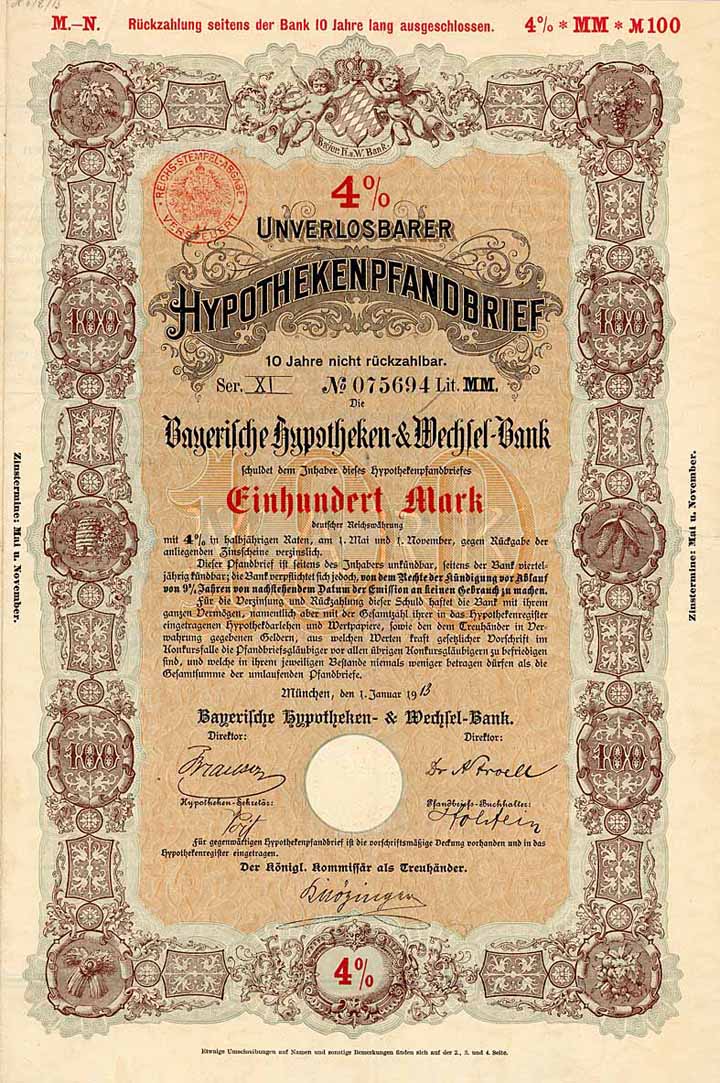 M.–N. Rückzahlung seitens der Bank 10 Jahre lang ausgeschlossen. 4% * MM * M 100
Bayer. H. u. W. Bank.
REICHS-STEMPEL-ABGABE
VERSTEUERT
4%
UNVERLOSBARER
HYPOTHEKENPFANDBRIEF
10 Jahre nicht rückzahlbar.
Ser. XI № 075694 Lit. MM.
Die
Bayerische Hypotheken-& Wechsel-Bank
schuldet dem Inhaber dieses Hypothekenpfandbriefes
Einhundert Mark
deutscher Reichswährung
mit 4% in halbjährigen Raten, am 1. Mai und 1. November, gegen Rückgabe der
anliegenden Zinsscheine verzinslich.
Dieser Pfandbrief ist seitens des Inhabers unkündbar, seitens der Bank viertel-
jährig kündbar; die Bank verpflichtet sich jedoch, von dem Rechte der Kündigung vor Ablauf
von 9¾ Jahren von nachstehendem Datum der Emission an keinen Gebrauch zu machen.
Für die Verzinsung und Rückzahlung dieser Schuld haftet die Bank mit ihrem
ganzen Vermögen, namentlich aber mit der Gesamtzahl ihrer in das Hypothekenregister
eingetragenen Hypothekdarlehen und Wertpapiere, sowie den dem Treuhänder in Ver-
wahrung gegebenen Geldern, aus welchen Werten kraft gesetzlicher Vorschrift im
Konkursfalle die Pfandbriefsgläubiger vor allen übrigen Konkursgläubigern zu befriedigen
sind, und welche in ihrem jeweiligen Bestande niemals weniger betragen dürfen als die
Gesamtsumme der umlaufenden Pfandbriefe.
München, den 1. Januar 1913
Bayerische Hypotheken- & Wechsel-Bank.
Direktor: Direktor:
Dr. A. Troell
Hypotheken-Sekretär: Pfandbriefs-Buchhalter:
Holstein
Für gegenwärtigen Hypothekenpfandbrief ist die vorschriftsmäßige Deckung vorhanden und in das
Hypothekenregister eingetragen.
Der Königl. Kommissär als Treuhänder.
4%
Etwaige Umschreibungen auf Namen und sonstige Bemerkungen finden sich auf der 2., 3. und 4. Seite.
Zinstermine: Mai u. November.
Zinstermine: Mai u. November.
100
100
100
100